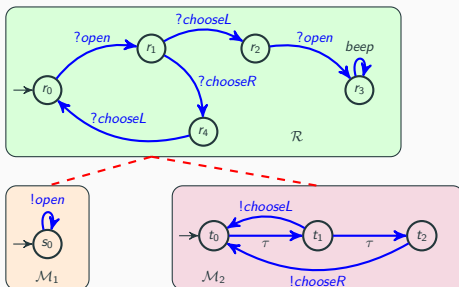 ?chooseL
?open
?open
beep
r1
r2
?chooseR
r0
r3
?chooseL
r4
R
!open
s0
M1
!chooseL
t0
τ
t1
τ
t2
M2
!chooseR